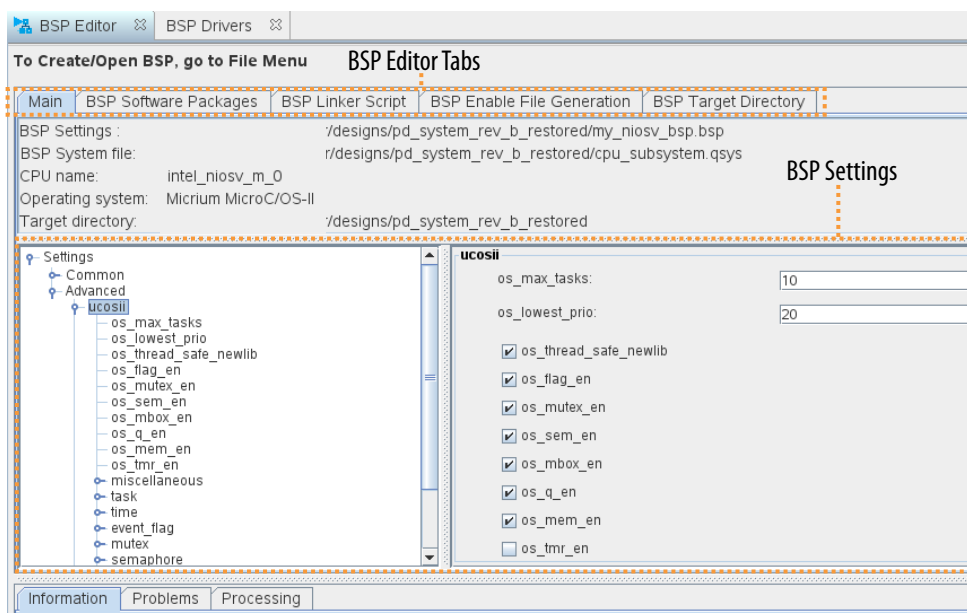 BSP Editor BSP Drivers
To Create/Open BSP, go to File Menu
BSP Editor Tabs
Main BSP Software Packages BSP Linker Script BSP Enable File Generation BSP Target Directory
BSP Settings : /designs/pd_system_rev_b_restored/my_niosv_bsp.bsp
BSP System file: r/designs/pd_system_rev_b_restored/cpu_subsystem.qsys
CPU name: intel_niosv_m_0
Operating system: Micrium MicroC/OS-II
Target directory: /designs/pd_system_rev_b_restored
BSP Settings
Settings
Common
Advanced
ucosii
os_max_tasks
os_lowest_prio
os_thread_safe_newlib
os_flag_en
os_mutex_en
os_sem_en
os_mbox_en
os_q_en
os_mem_en
os_tmr_en
miscellaneous
task
time
event_flag
mutex
semaphore
ucosii
os_max_tasks: 10
os_lowest_prio: 20
os_thread_safe_newlib
os_flag_en
os_mutex_en
os_sem_en
os_mbox_en
os_q_en
os_mem_en
os_tmr_en
Information Problems Processing